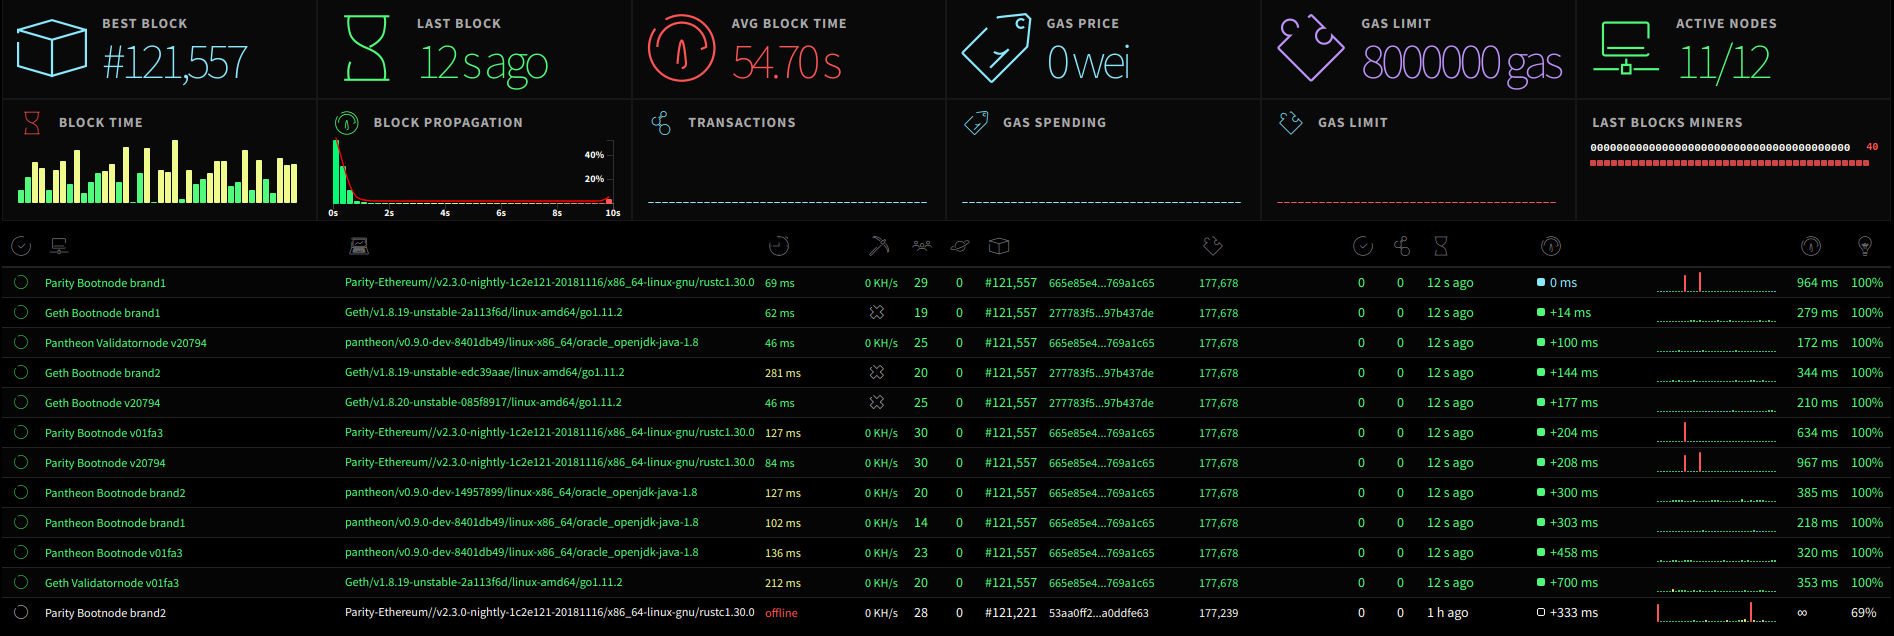 BEST BLOCK
#121,557
LAST BLOCK
12 s ago
AVG BLOCK TIME
54.70 s
GAS PRICE
0 wei
GAS LIMIT
8000000 gas
ACTIVE NODES
11/12
BLOCK TIME
BLOCK PROPAGATION
40%
20%
0s 2s 4s 6s 8s 10s
TRANSACTIONS
GAS SPENDING
GAS LIMIT
LAST BLOCKS MINERS
0000000000000000000000000000000000000000 40
Parity Bootnode brand1 Parity-Ethereum//v2.3.0-nightly-1c2e121-20181116/x86_64-linux-gnu/rustc1.30.0 69 ms 0 KH/s 29 0 #121,557 665e85e4...769a1c65 177,678 0 0 12 s ago 0 ms 964 ms 100%
Geth Bootnode brand1 Geth/v1.8.19-unstable-2a113f6d/linux-amd64/go1.11.2 62 ms 19 0 #121,557 277783f5...97b437de 177,678 0 0 12 s ago +14 ms 279 ms 100%
Pantheon Validatornode v20794 pantheon/v0.9.0-dev-8401db49/linux-x86_64/oracle_openjdk-java-1.8 46 ms 0 KH/s 25 0 #121,557 665e85e4...769a1c65 177,678 0 0 12 s ago +100 ms 172 ms 100%
Geth Bootnode brand2 Geth/v1.8.19-unstable-edc39aae/linux-amd64/go1.11.2 281 ms 20 0 #121,557 277783f5...97b437de 177,678 0 0 12 s ago +144 ms 344 ms 100%
Geth Bootnode v20794 Geth/v1.8.20-unstable-085f8917/linux-amd64/go1.11.2 46 ms 25 0 #121,557 277783f5...97b437de 177,678 0 0 12 s ago +177 ms 210 ms 100%
Parity Bootnode v01fa3 Parity-Ethereum//v2.3.0-nightly-1c2e121-20181116/x86_64-linux-gnu/rustc1.30.0 127 ms 0 KH/s 30 0 #121,557 665e85e4...769a1c65 177,678 0 0 12 s ago +204 ms 634 ms 100%
Parity Bootnode v20794 Parity-Ethereum//v2.3.0-nightly-1c2e121-20181116/x86_64-linux-gnu/rustc1.30.0 84 ms 0 KH/s 30 0 #121,557 665e85e4...769a1c65 177,678 0 0 12 s ago +208 ms 967 ms 100%
Pantheon Bootnode brand2 pantheon/v0.9.0-dev-14957899/linux-x86_64/oracle_openjdk-java-1.8 127 ms 0 KH/s 20 0 #121,557 665e85e4...769a1c65 177,678 0 0 12 s ago +300 ms 385 ms 100%
Pantheon Bootnode brand1 pantheon/v0.9.0-dev-8401db49/linux-x86_64/oracle_openjdk-java-1.8 102 ms 0 KH/s 14 0 #121,557 665e85e4...769a1c65 177,678 0 0 12 s ago +303 ms 218 ms 100%
Pantheon Bootnode v01fa3 pantheon/v0.9.0-dev-8401db49/linux-x86_64/oracle_openjdk-java-1.8 136 ms 0 KH/s 23 0 #121,557 665e85e4...769a1c65 177,678 0 0 12 s ago +458 ms 320 ms 100%
Geth Validatornode v01fa3 Geth/v1.8.19-unstable-2a113f6d/linux-amd64/go1.11.2 212 ms 0 KH/s 20 0 #121,557 665e85e4...769a1c65 177,678 0 0 12 s ago +700 ms 353 ms 100%
Parity Bootnode brand2 Parity-Ethereum//v2.3.0-nightly-1c2e121-20181116/x86_64-linux-gnu/rustc1.30.0 offline 0 KH/s 28 0 #121,221 53aa0ff2...a0ddfe63 177,239 0 0 1 h ago +333 ms ∞ 69%